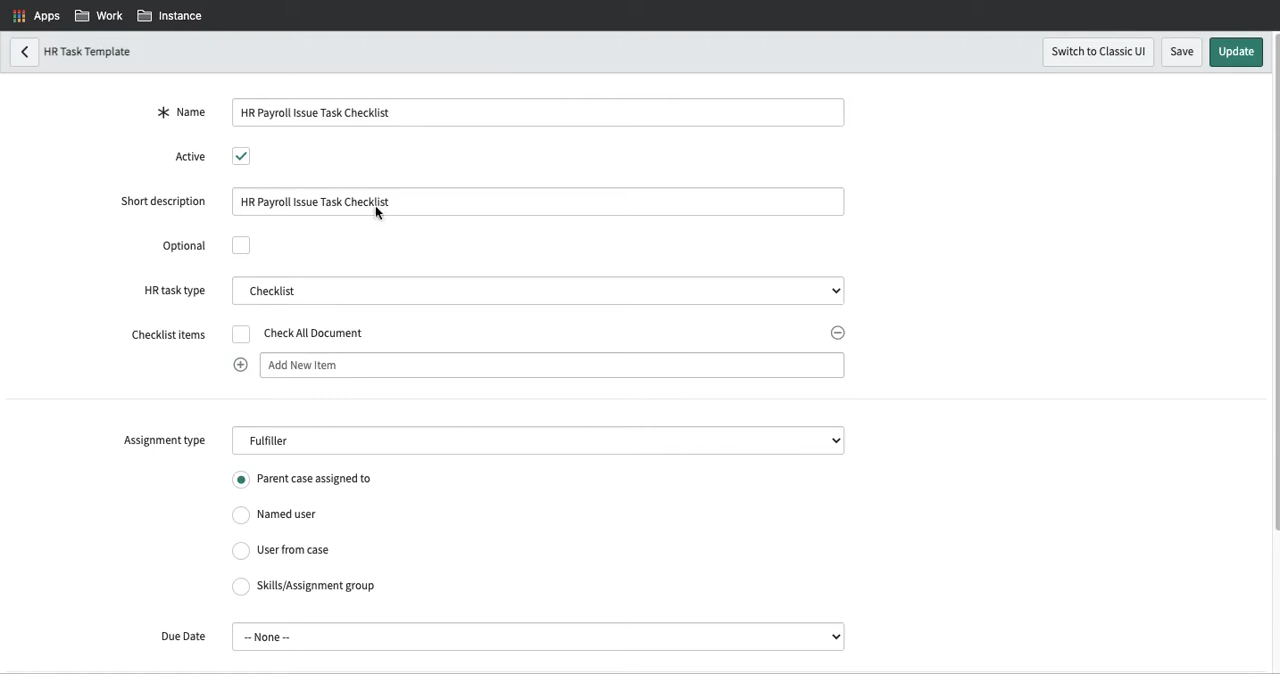 Apps Work Instance
HR Task Template Switch to Classic UI Save Update
Name HR Payroll Issue Task Checklist
Active
Short description HR Payroll Issue Task Checklist
Optional
HR task type Checklist
Checklist items Check All Document
Add New Item
Assignment type Fulfiller
Parent case assigned to
Named user
User from case
Skills/Assignment group
Due Date -- None --